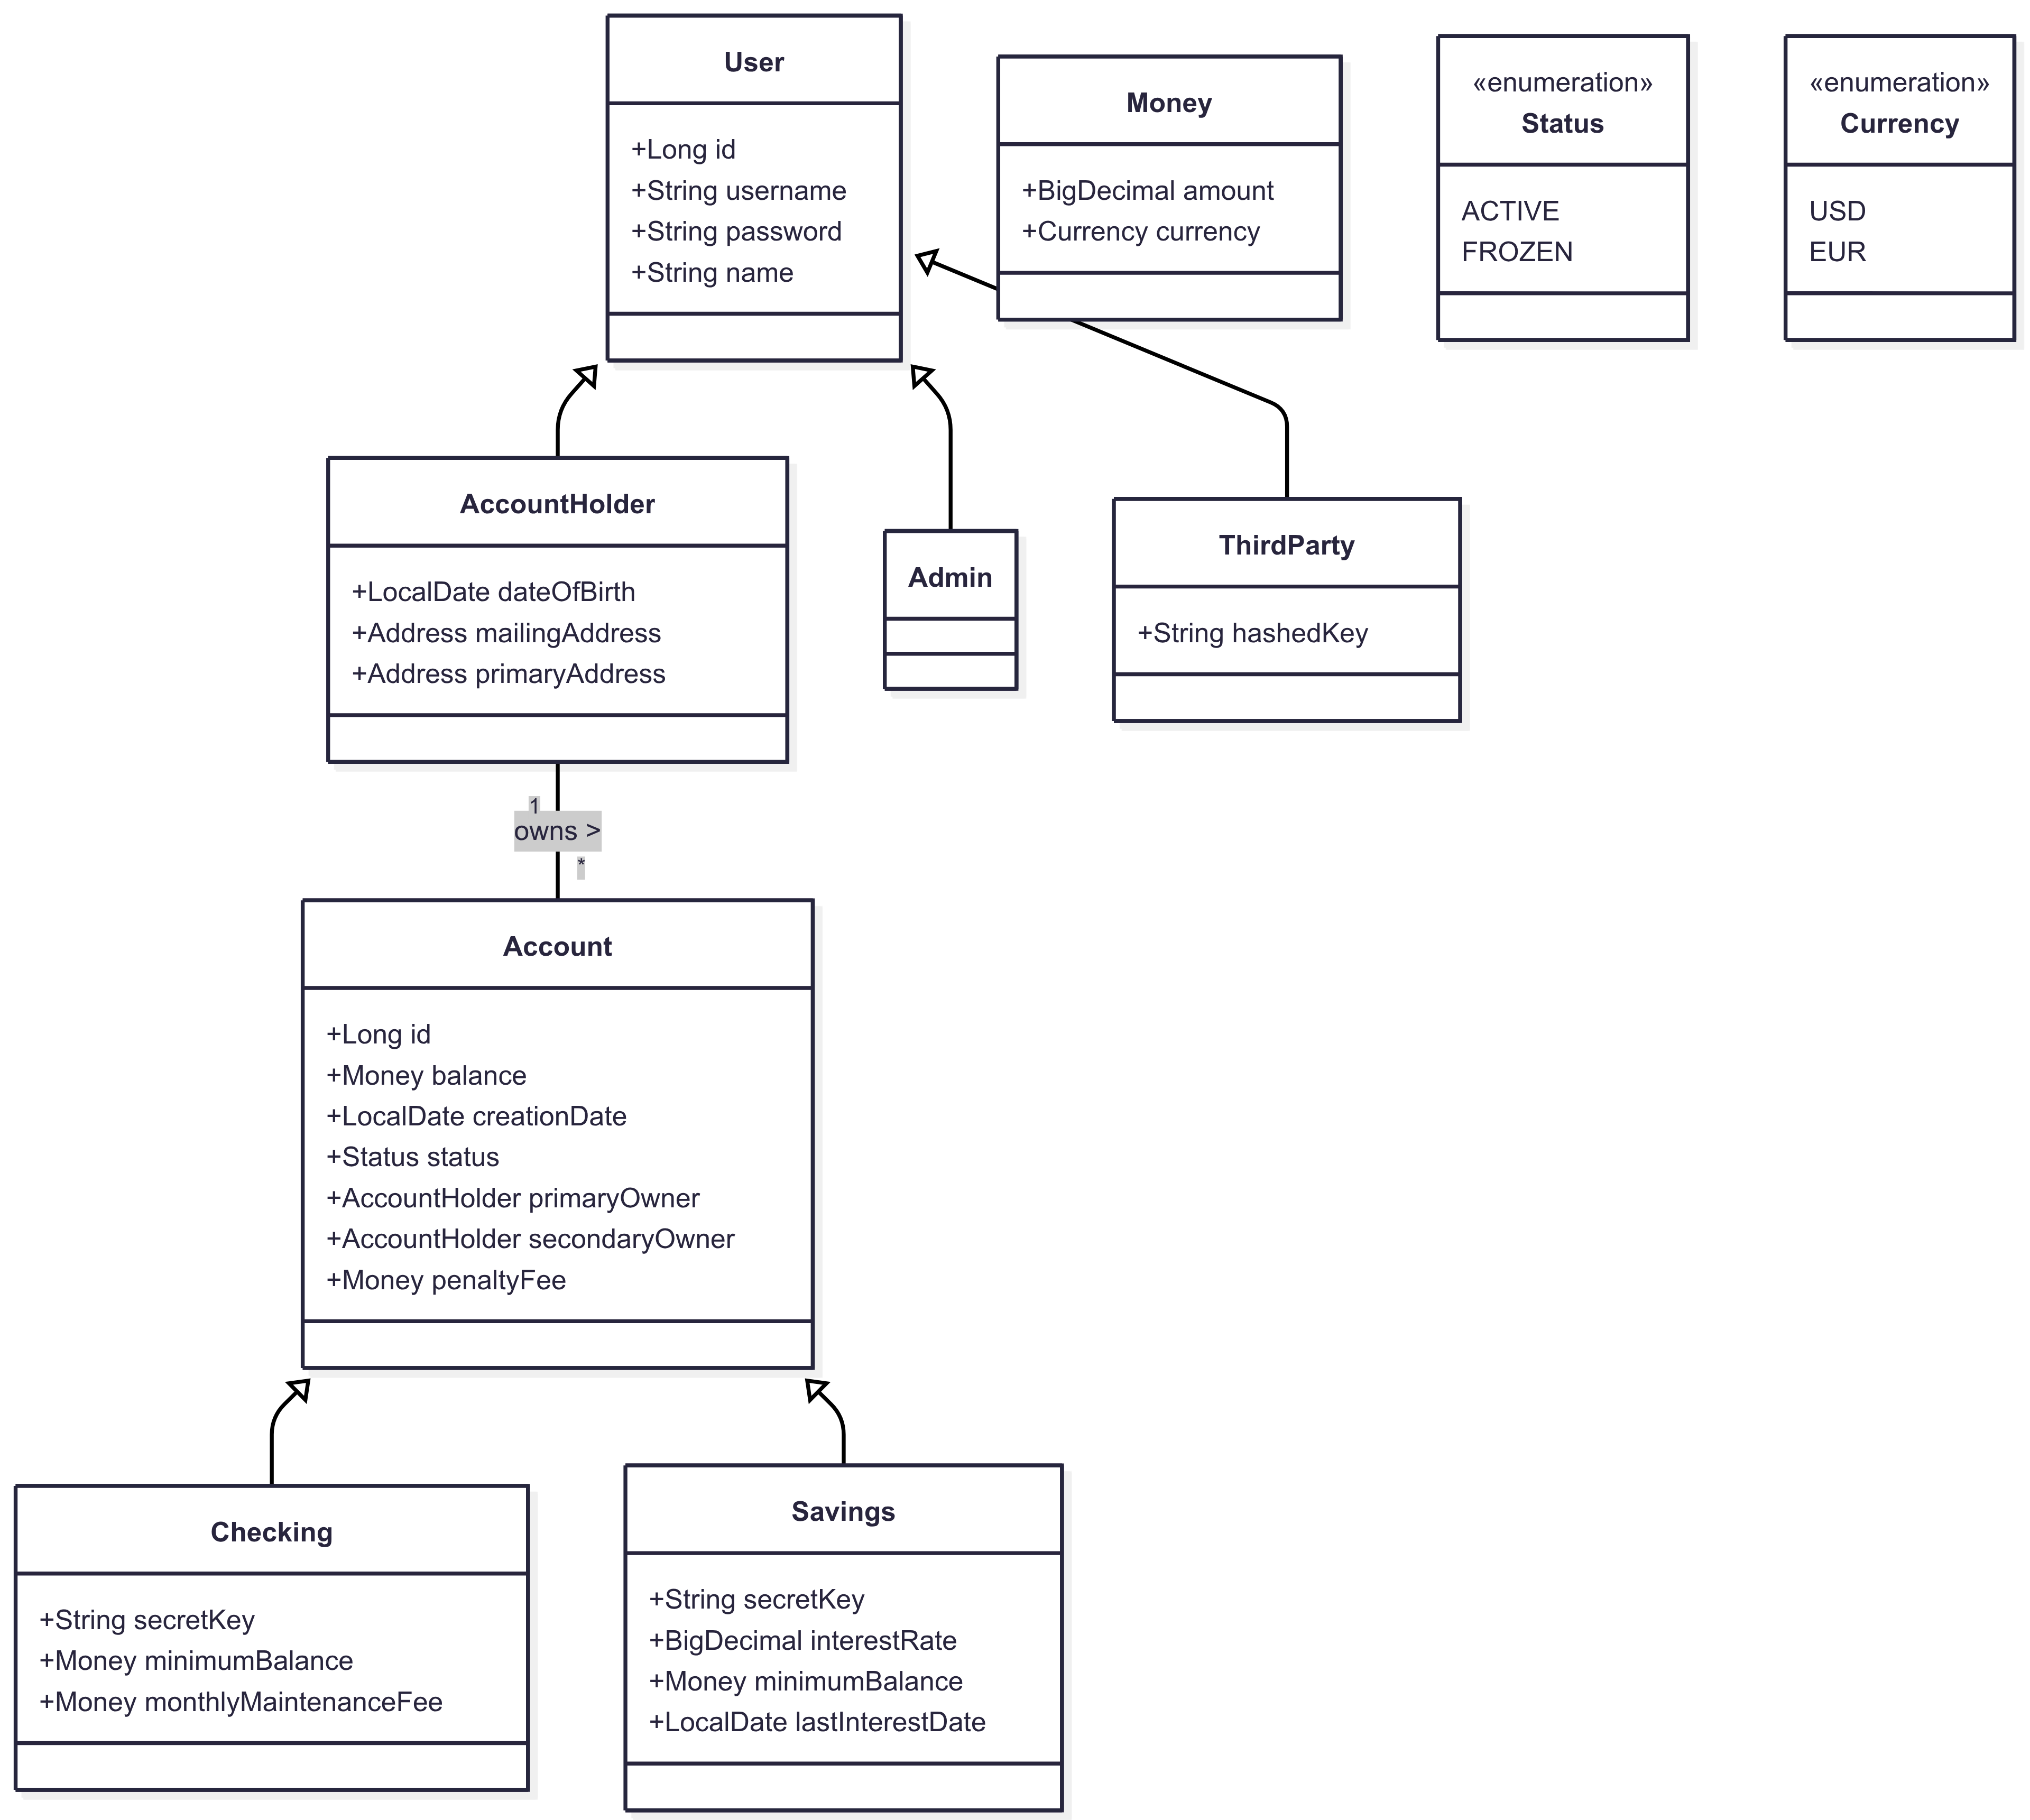 User
+Long id
+String username
+String password
+String name
Money
+BigDecimal amount
+Currency currency
«enumeration»
Status
ACTIVE
FROZEN
«enumeration»
Currency
USD
EUR
AccountHolder
+LocalDate dateOfBirth
+Address mailingAddress
+Address primaryAddress
Admin
ThirdParty
+String hashedKey
1
owns >
*
Account
+Long id
+Money balance
+LocalDate creationDate
+Status status
+AccountHolder primaryOwner
+AccountHolder secondaryOwner
+Money penaltyFee
Checking
+String secretKey
+Money minimumBalance
+Money monthlyMaintenanceFee
Savings
+String secretKey
+BigDecimal interestRate
+Money minimumBalance
+LocalDate lastInterestDate